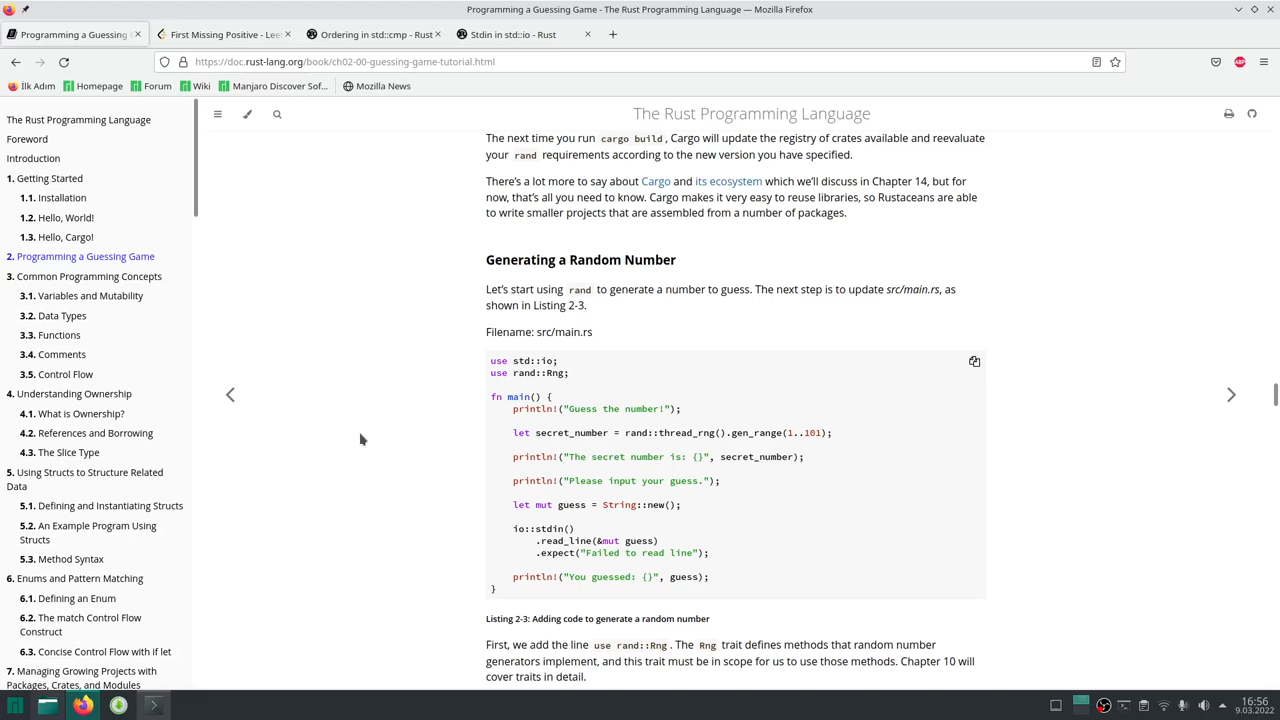 Programming a Guessing Game - The Rust Programming Language — Mozilla Firefox
Programming a Guessing
First Missing Positive - Lee
Ordering in std::cmp - Rust
Stdin in std::io - Rust
https://doc.rust-lang.org/book/ch02-00-guessing-game-tutorial.html
ABP
İlk Adım
Homepage
Forum
Wiki
Manjaro Discover Sof...
Mozilla News
The Rust Programming Language
Foreword
Introduction
1. Getting Started
1.1. Installation
1.2. Hello, World!
1.3. Hello, Cargo!
2. Programming a Guessing Game
3. Common Programming Concepts
3.1. Variables and Mutability
3.2. Data Types
3.3. Functions
3.4. Comments
3.5. Control Flow
4. Understanding Ownership
4.1. What is Ownership?
4.2. References and Borrowing
4.3. The Slice Type
5. Using Structs to Structure Related
Data
5.1. Defining and Instantiating Structs
5.2. An Example Program Using
Structs
5.3. Method Syntax
6. Enums and Pattern Matching
6.1. Defining an Enum
6.2. The match Control Flow
Construct
6.3. Concise Control Flow with if let
7. Managing Growing Projects with
Packages, Crates, and Modules
The Rust Programming Language
The next time you run cargo build, Cargo will update the registry of crates available and reevaluate
your rand requirements according to the new version you have specified.
There’s a lot more to say about Cargo and its ecosystem which we’ll discuss in Chapter 14, but for
now, that’s all you need to know. Cargo makes it very easy to reuse libraries, so Rustaceans are able
to write smaller projects that are assembled from a number of packages.
Generating a Random Number
Let’s start using rand to generate a number to guess. The next step is to update src/main.rs, as
shown in Listing 2-3.
Filename: src/main.rs
use std::io;
use rand::Rng;
fn main() {
println!("Guess the number!");
let secret_number = rand::thread_rng().gen_range(1..101);
println!("The secret number is: {}", secret_number);
println!("Please input your guess.");
let mut guess = String::new();
io::stdin()
.read_line(&mut guess)
.expect("Failed to read line");
println!("You guessed: {}", guess);
}
Listing 2-3: Adding code to generate a random number
First, we add the line use rand::Rng. The Rng trait defines methods that random number
generators implement, and this trait must be in scope for us to use those methods. Chapter 10 will
cover traits in detail.
16:56
9.03.2022